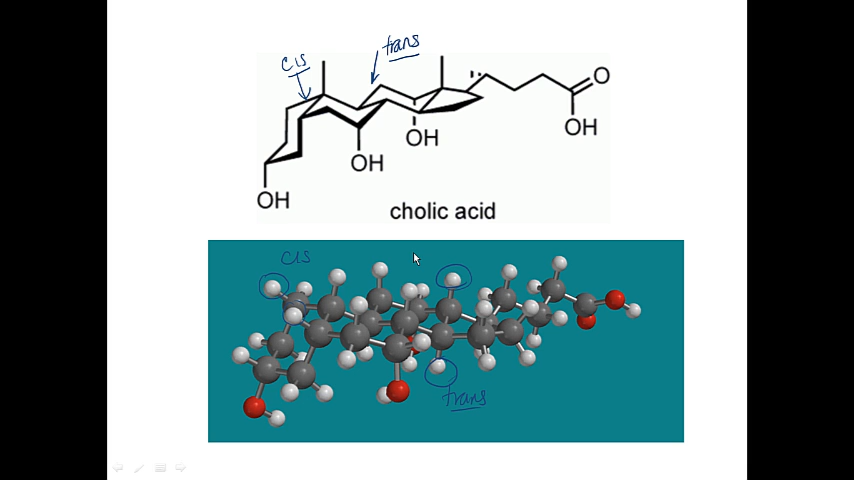 cis
trans
O
OH
OH
OH
OH
cholic acid
cis
trans